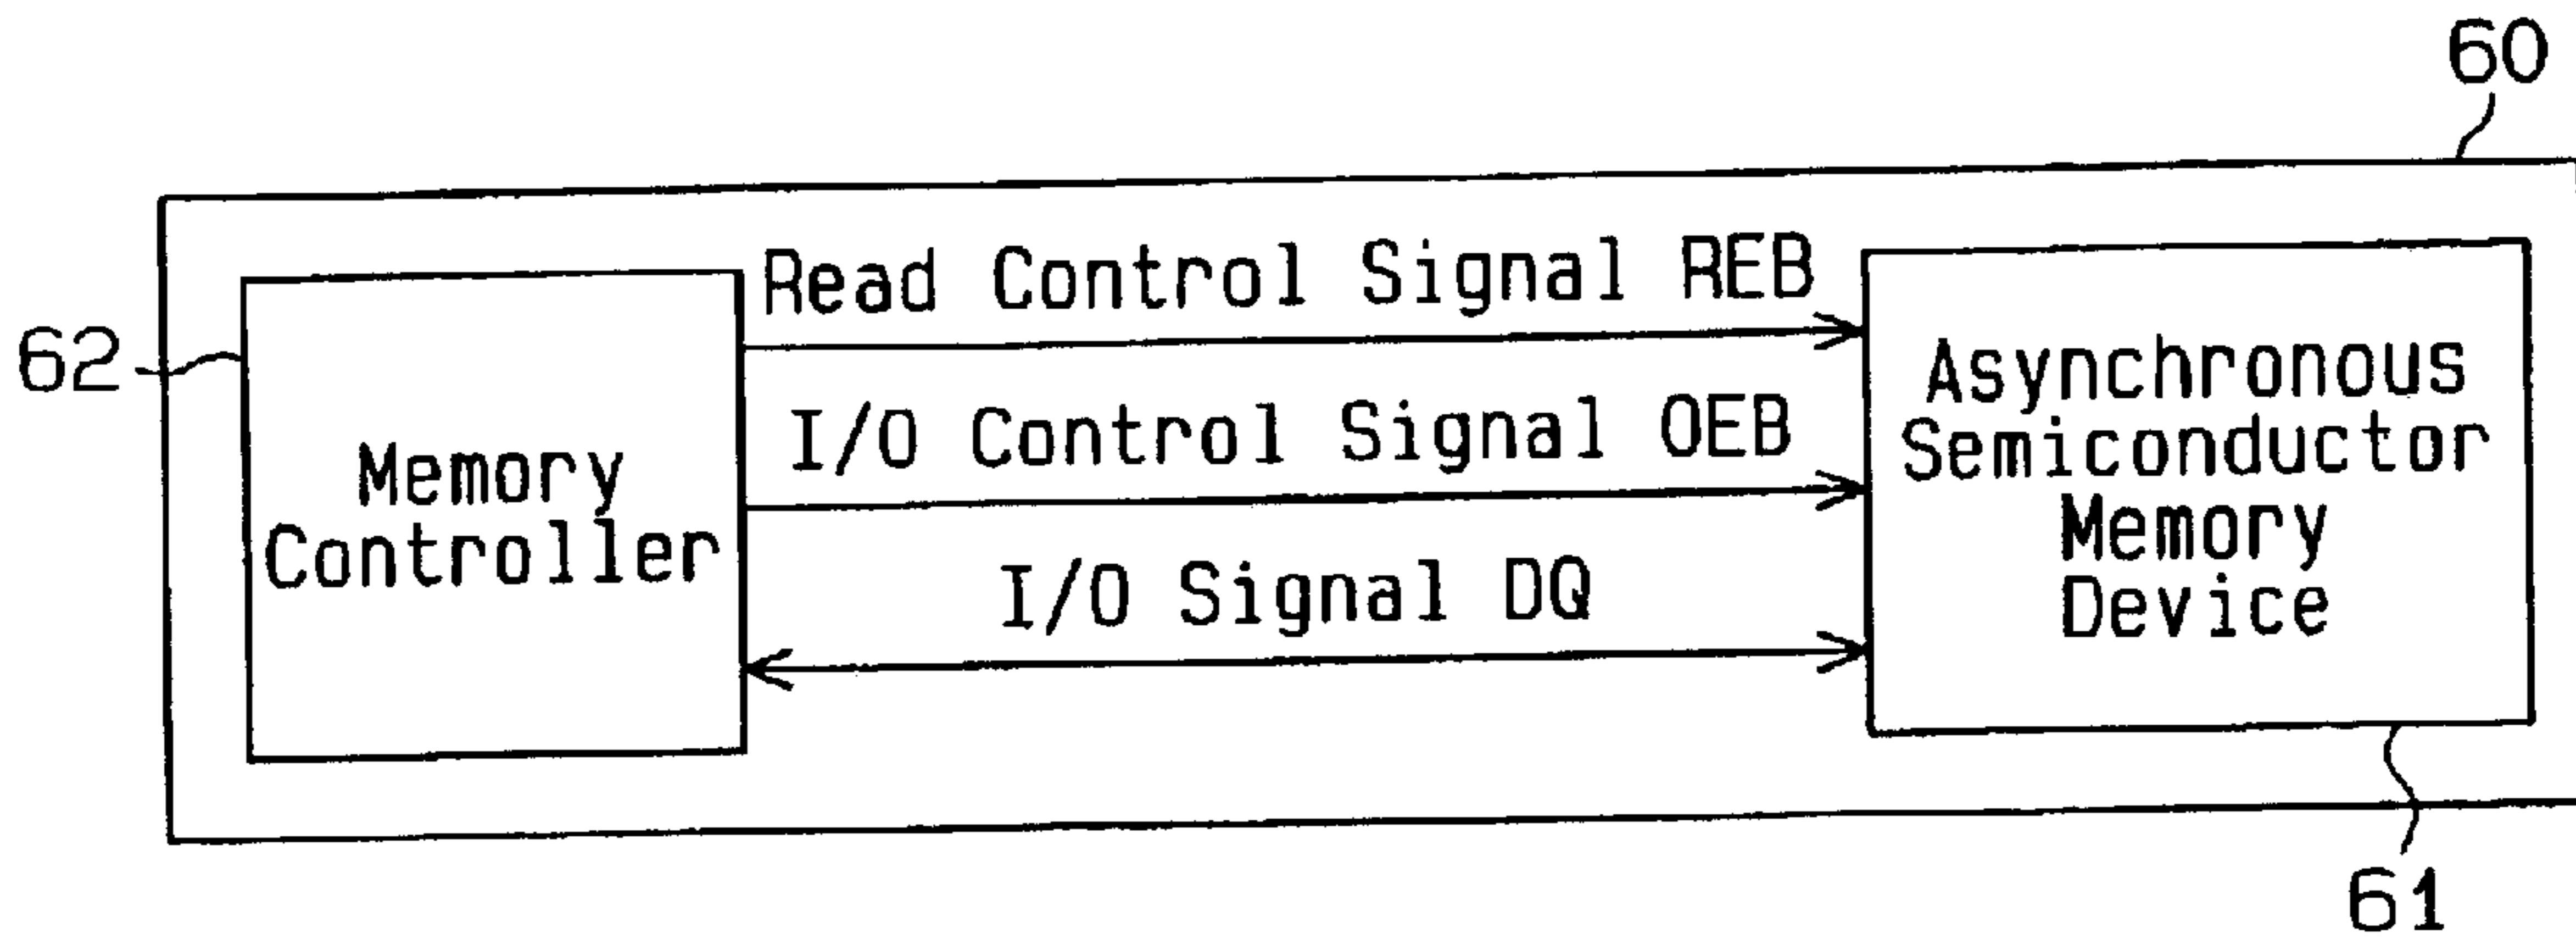 60
Read Control Signal REB
62
I/O Control Signal OEB
I/O Signal DQ
Memory
Controller
Asynchronous
Semiconductor
Memory
Device
61